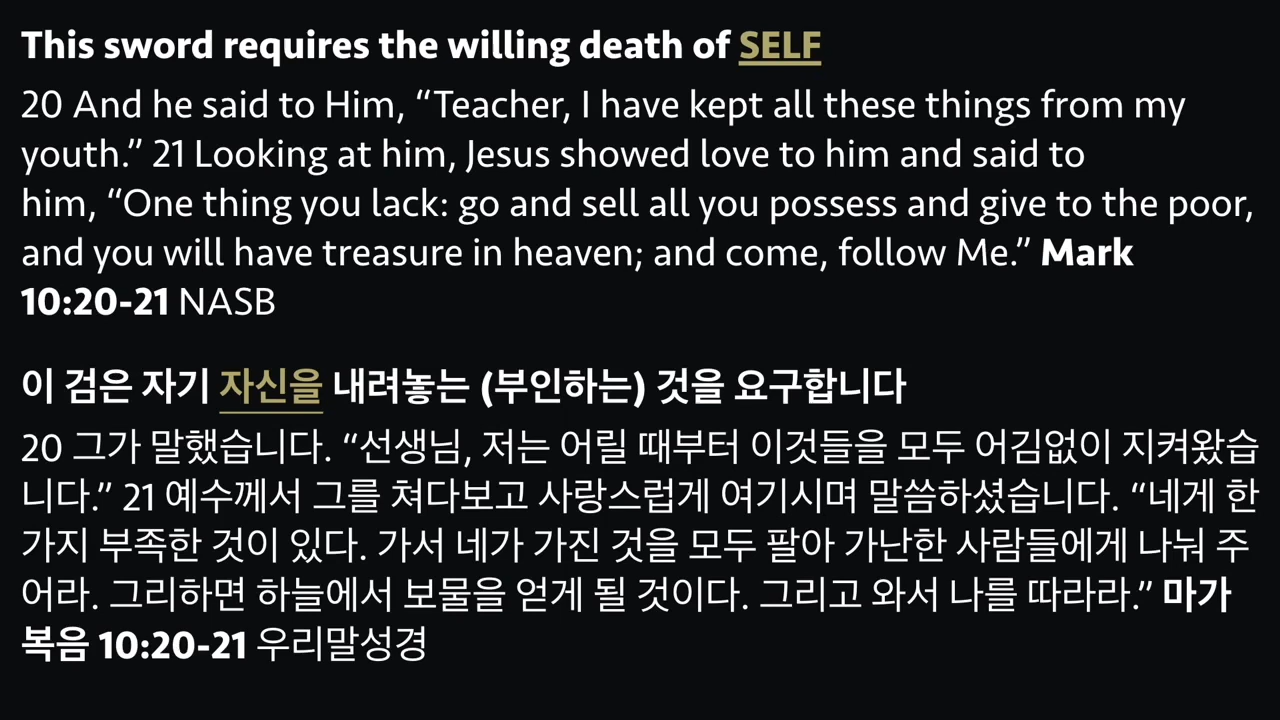 This sword requires the willing death of SELF
20 And he said to Him, “Teacher, I have kept all these things from my
youth.” 21 Looking at him, Jesus showed love to him and said to
him, “One thing you lack: go and sell all you possess and give to the poor,
and you will have treasure in heaven; and come, follow Me.” Mark
10:20-21 NASB
이 검은 자기 자신을 내려놓는 (부인하는) 것을 요구합니다
20 그가 말했습니다. “선생님, 저는 어릴 때부터 이것들을 모두 어김없이 지켜왔습
니다.” 21 예수께서 그를 쳐다보고 사랑스럽게 여기시며 말씀하셨습니다. “네게 한
가지 부족한 것이 있다. 가서 네가 가진 것을 모두 팔아 가난한 사람들에게 나눠 주
어라. 그리하면 하늘에서 보물을 얻게 될 것이다. 그리고 와서 나를 따라라.” 마가
복음 10:20-21 우리말성경